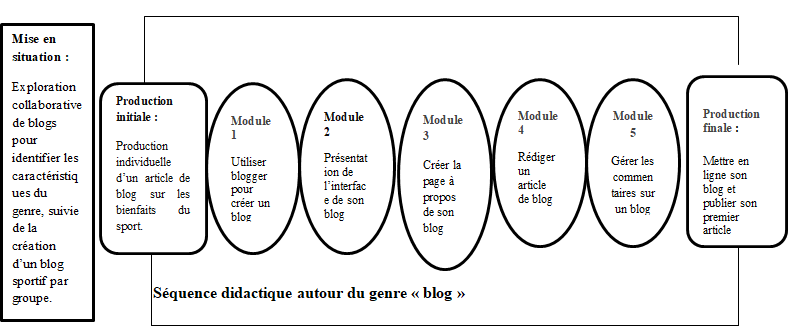 Mise en
situation :
Exploration
collaborative
de blogs
pour
identifier les
caractéristiq
ues du
genre, suivie
de la
création
d'un blog
sportif par
groupe.
Production
initiale :
Production
individuelle
d'un article de
blog sur les
bienfaits du
sport.
Module
1
Utiliser
blogger
pour
créer un
blog
Module
2
Présentat
ion de
l'interfac
e de son
blog
Module
3
Créer la
page à
propos
de son
blog
Module
4
Rédiger
un
article
de blog
Module
5
Gérer les
commen
taires sur
un blog
Production
finale :
Mettre en
ligne son
blog et
publier son
premier
article
Séquence didactique autour du genre « blog »